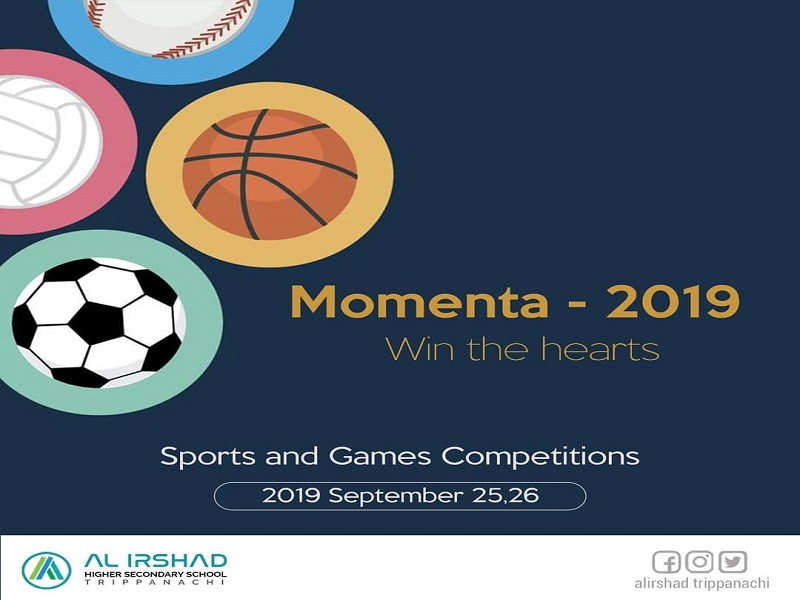 Momenta - 2019
Win the hearts
Sports and Games Competitions
2019 September 25,26
AL IRSHAD
HIGHER SECONDARY SCHOOL
TRIPPANACHI
alirshad trippanachi